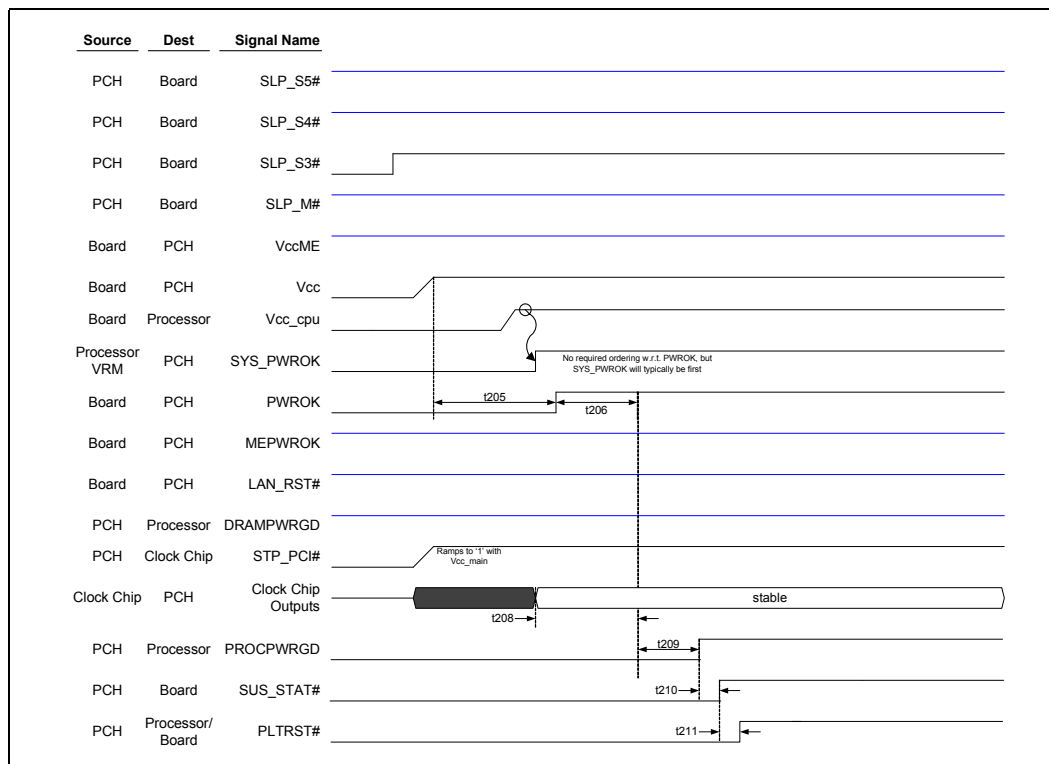 Source Dest Signal Name
PCH Board SLP_S5#
PCH Board SLP_S4#
PCH Board SLP_S3#
PCH Board SLP_M#
Board PCH VccME
Board PCH Vcc
Board Processor Vcc_cpu
Processor
VRM PCH SYS_PWROK
No required ordering w.r.t. PWROK, but
SYS_PWROK will typically be first
Board PCH PWROK
t205 t206
Board PCH MEPWROK
Board PCH LAN_RST#
PCH Processor DRAMPWRGD
PCH Clock Chip STP_PCI#
Ramps to ‘1’ with
Vcc_main
Clock Chip PCH Clock Chip
Outputs
stable
t208
t209
PCH Processor PROCPWRGD
PCH Board SUS_STAT#
t210
PCH Processor/
Board PLTRST#
t211